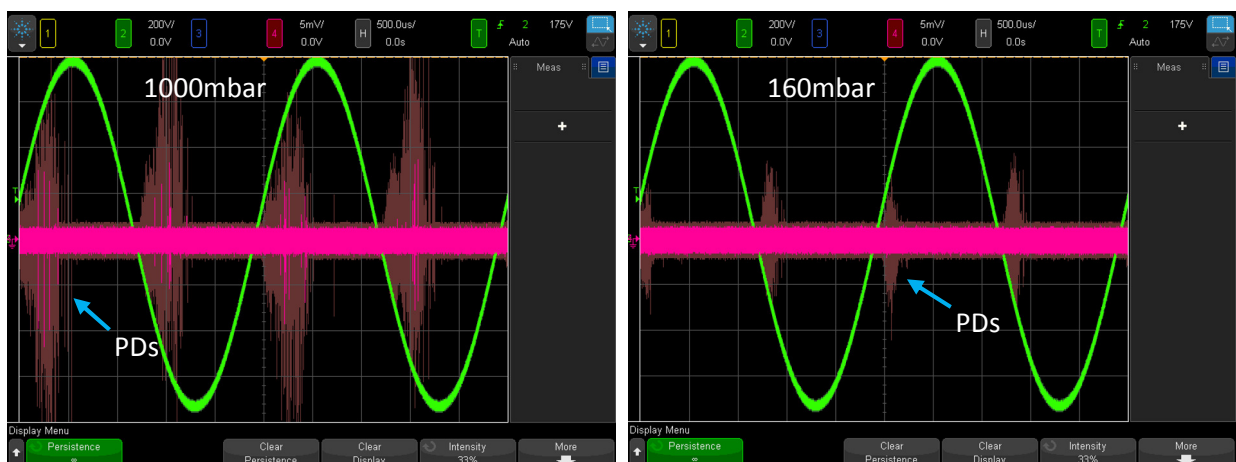 1
2
200V/
0.0V
3
4
5mV/
0.0V
H
500.0us/
0.0s
T
2
175V
Auto
Meas
+
1000mbar
T
PDs
Display Menu
Persistence
∞
Clear
Persistence
Clear
Display
Intensity
33%
More
1
2
200V/
0.0V
3
4
5mV/
0.0V
H
500.0us/
0.0s
T
2
175V
Auto
Meas
+
160mbar
T
PDs
Display Menu
Persistence
∞
Clear
Persistence
Clear
Display
Intensity
33%
More